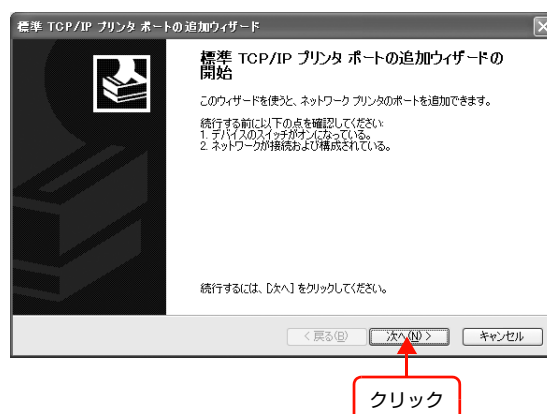 標準 TCP/IP プリンタ ポートの追加ウィザード
標準 TCP/IP プリンタ ポートの追加ウィザードの
開始
このウィザードを使うと、ネットワーク プリンタのポートを追加できます。
続行する前に以下の点を確認してください:
1. デバイスのスイッチがオンになっている。
2. ネットワークが接続および構成されている。
続行するには、[次へ] をクリックしてください。
< 戻る(B)
次へ(N) >
キャンセル
クリック